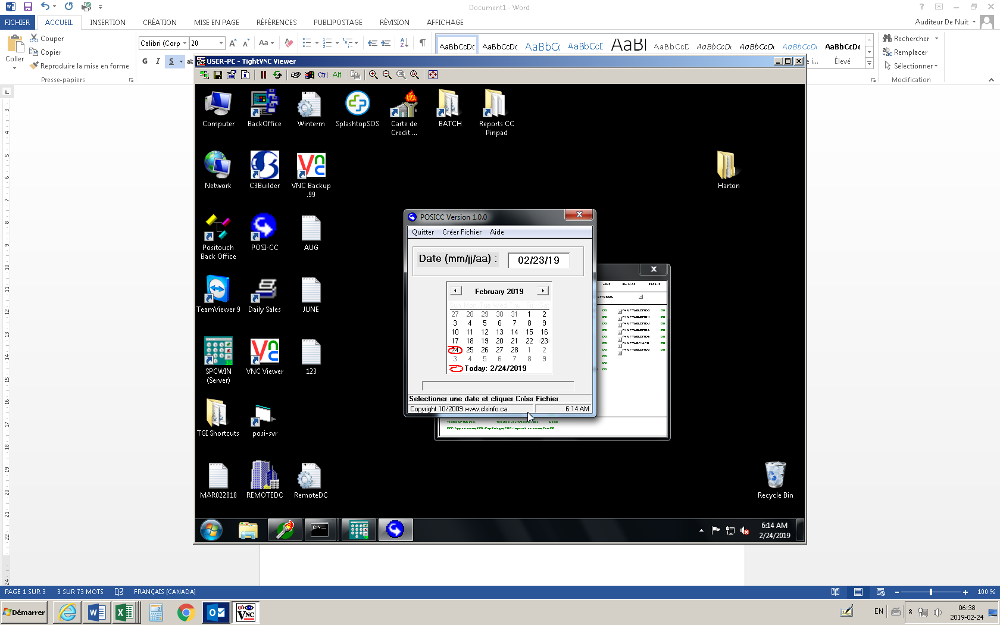 Document1 - Word
FICHIER ACCUEIL INSERTION CRÉATION MISE EN PAGE RÉFÉRENCES PUBLIPOSTAGE RÉVISION AFFICHAGE Auditeur De Nuit
Coller
Couper
Copier
Reproduire la mise en forme
Presse-papiers
Calibri (Corp 20
G I S
AaBbCcDc AaBbCcDc AaBbCc AaBbCcC AaBb AaBbCcD AaBbCcDc AaBbCcDc AaBbCcDc AaBbCcDc
Élevé
Rechercher
Remplacer
Sélectionner
Modification
USER-PC - TightVNC Viewer
Ctrl Alt
Computer BackOffice Winterm SplashtopSOS Carte de Credit ... BATCH Reports CC Pinpad
Network C3Builder VNC Backup .99 Harton
Positouch Back Office POSI-CC AUG
TeamViewer 9 Daily Sales JUNE
SPCWIN (Server) VNC Viewer 123
TGI Shortcuts posi-svr
MAR022818 REMOTEDC RemoteDC Recycle Bin
POSICC Version 1.0.0
Quitter Créer Fichier Aide
Date (mm/jj/aa) : 02/23/19
February 2019
Sun Mon Tue Wed Thu Fri Sat
27 28 29 30 31 1 2
3 4 5 6 7 8 9
10 11 12 13 14 15 16
17 18 19 20 21 22 23
24 25 26 27 28 1 2
3 4 5 6 7 8 9
Today: 2/24/2019
Selectioner une date et cliquer Créer Fichier
Copyright 10/2009 www.clsinfo.ca 6:14 AM
6:14 AM
2/24/2019
PAGE 1 SUR 3 3 SUR 73 MOTS FRANÇAIS (CANADA) 100 %
Démarrer EN 06:38
2019-02-24